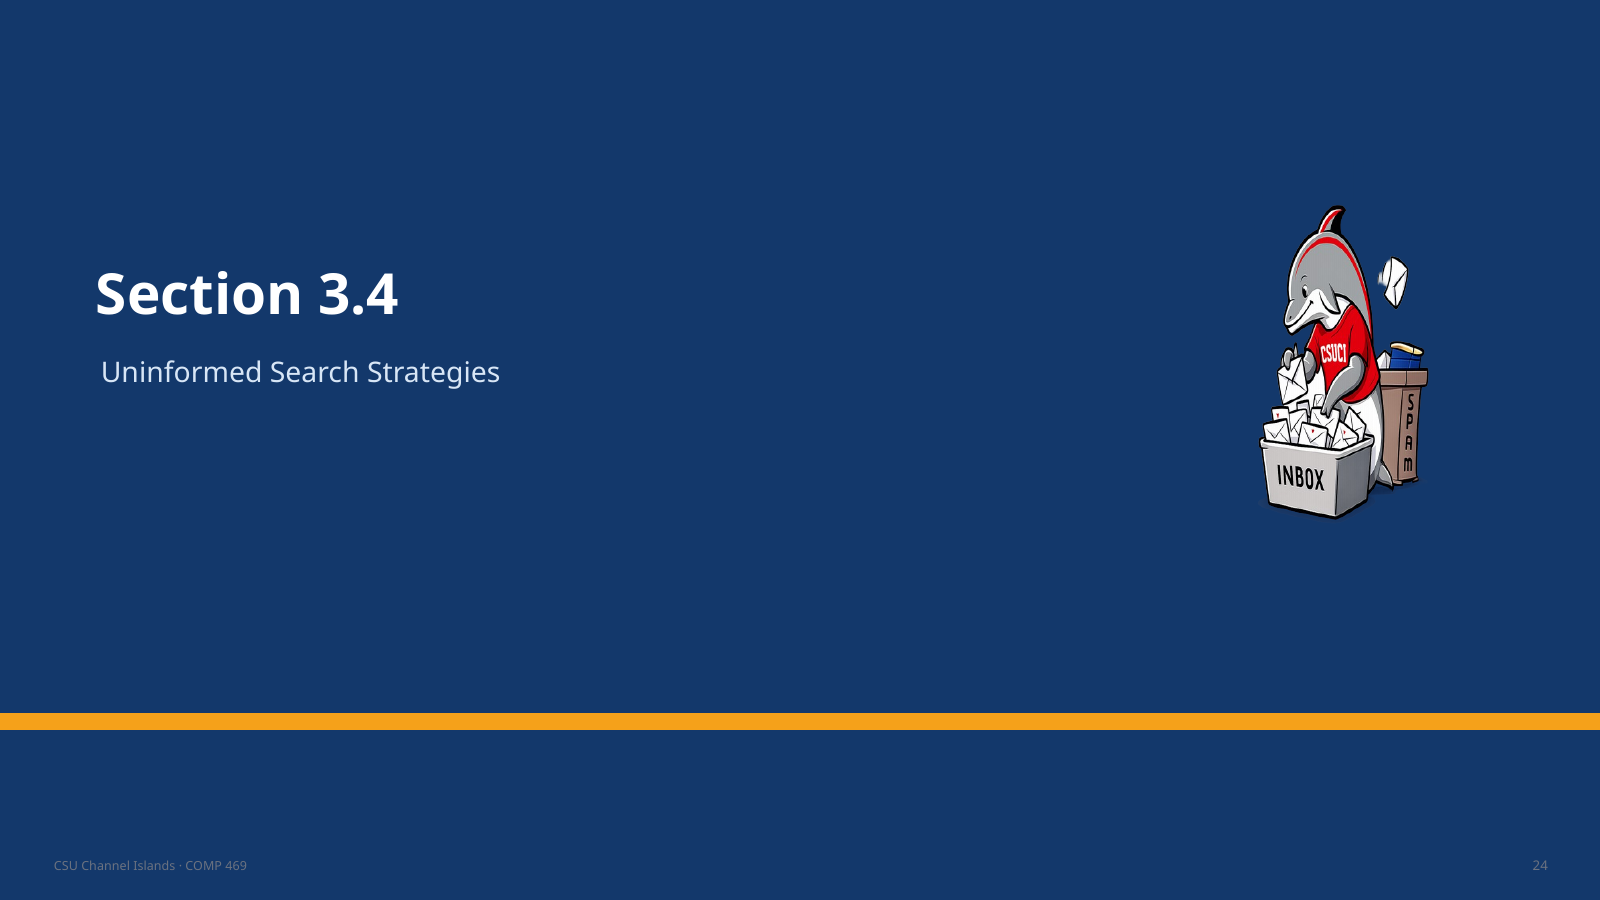 Section 3.4
Uninformed Search Strategies
CSUCI
SPAm
INBOX
CSU Channel Islands · COMP 469
24